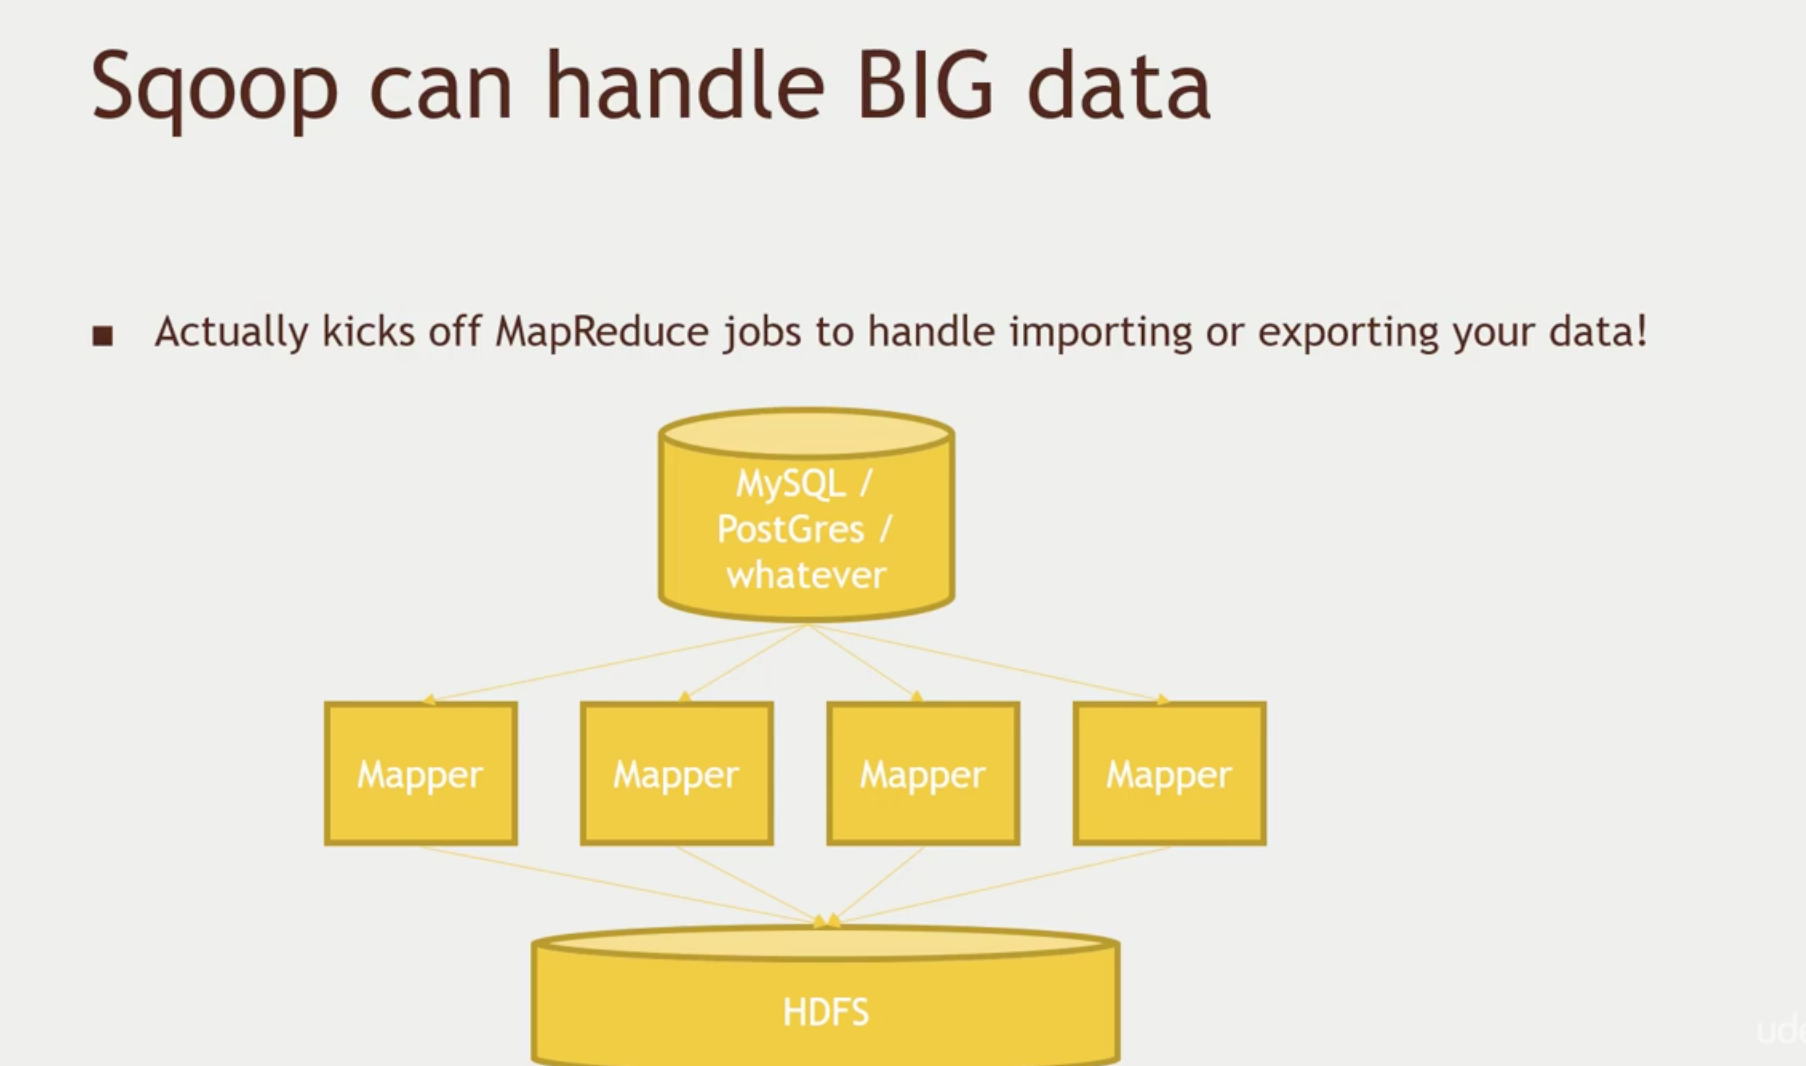 Sqoop can handle BIG data
■ Actually kicks off MapReduce jobs to handle importing or exporting your data!
MySQL /
PostGres /
whatever
Mapper Mapper Mapper Mapper
HDFS